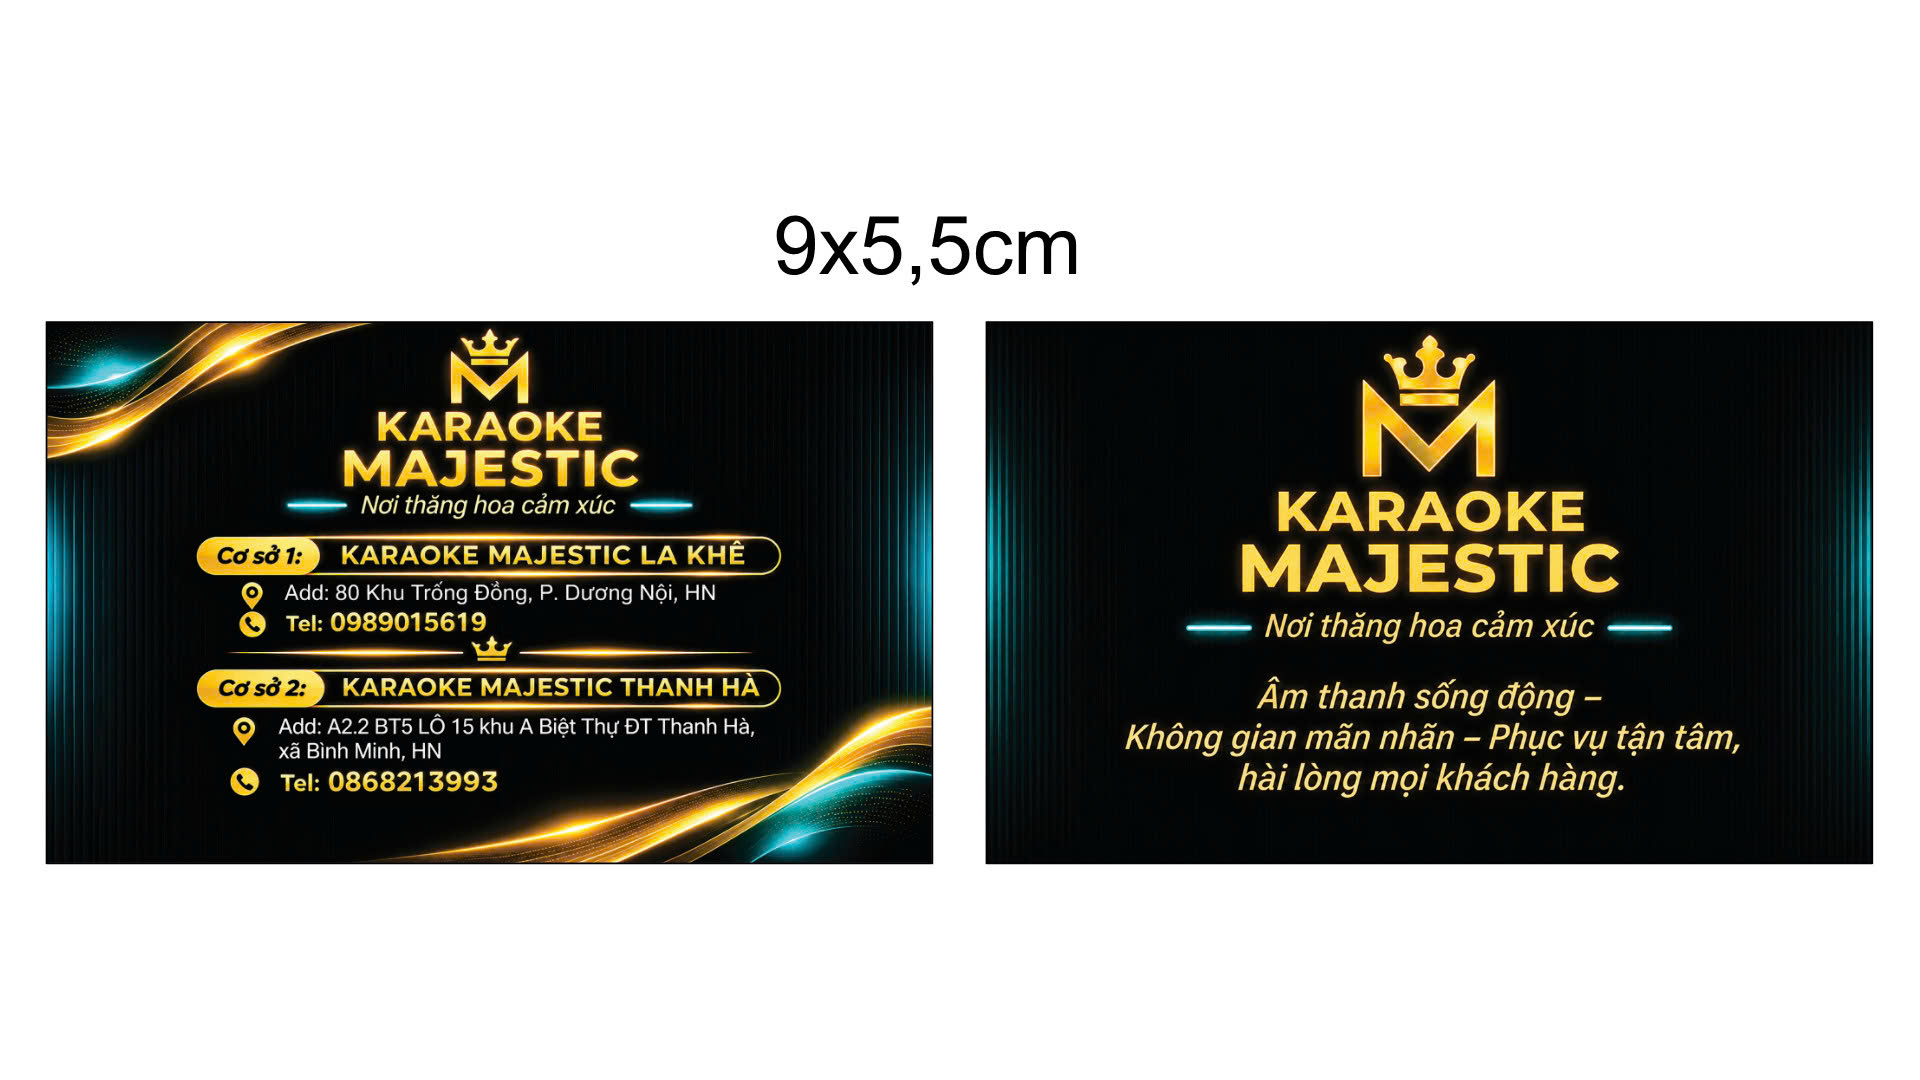 9x5,5cm
M
KARAOKE
MAJESTIC
Nơi thăng hoa cảm xúc
Cơ sở 1: KARAOKE MAJESTIC LA KHÊ
Add: 80 Khu Trống Đồng, P. Dương Nội, HN
Tel: 0989015619
Cơ sở 2: KARAOKE MAJESTIC THANH HÀ
Add: A2.2 BT5 LÔ 15 khu A Biệt Thự ĐT Thanh Hà,
xã Bình Minh, HN
Tel: 0868213993
M
KARAOKE
MAJESTIC
Nơi thăng hoa cảm xúc
Âm thanh sống động –
Không gian mãn nhãn – Phục vụ tận tâm,
hài lòng mọi khách hàng.